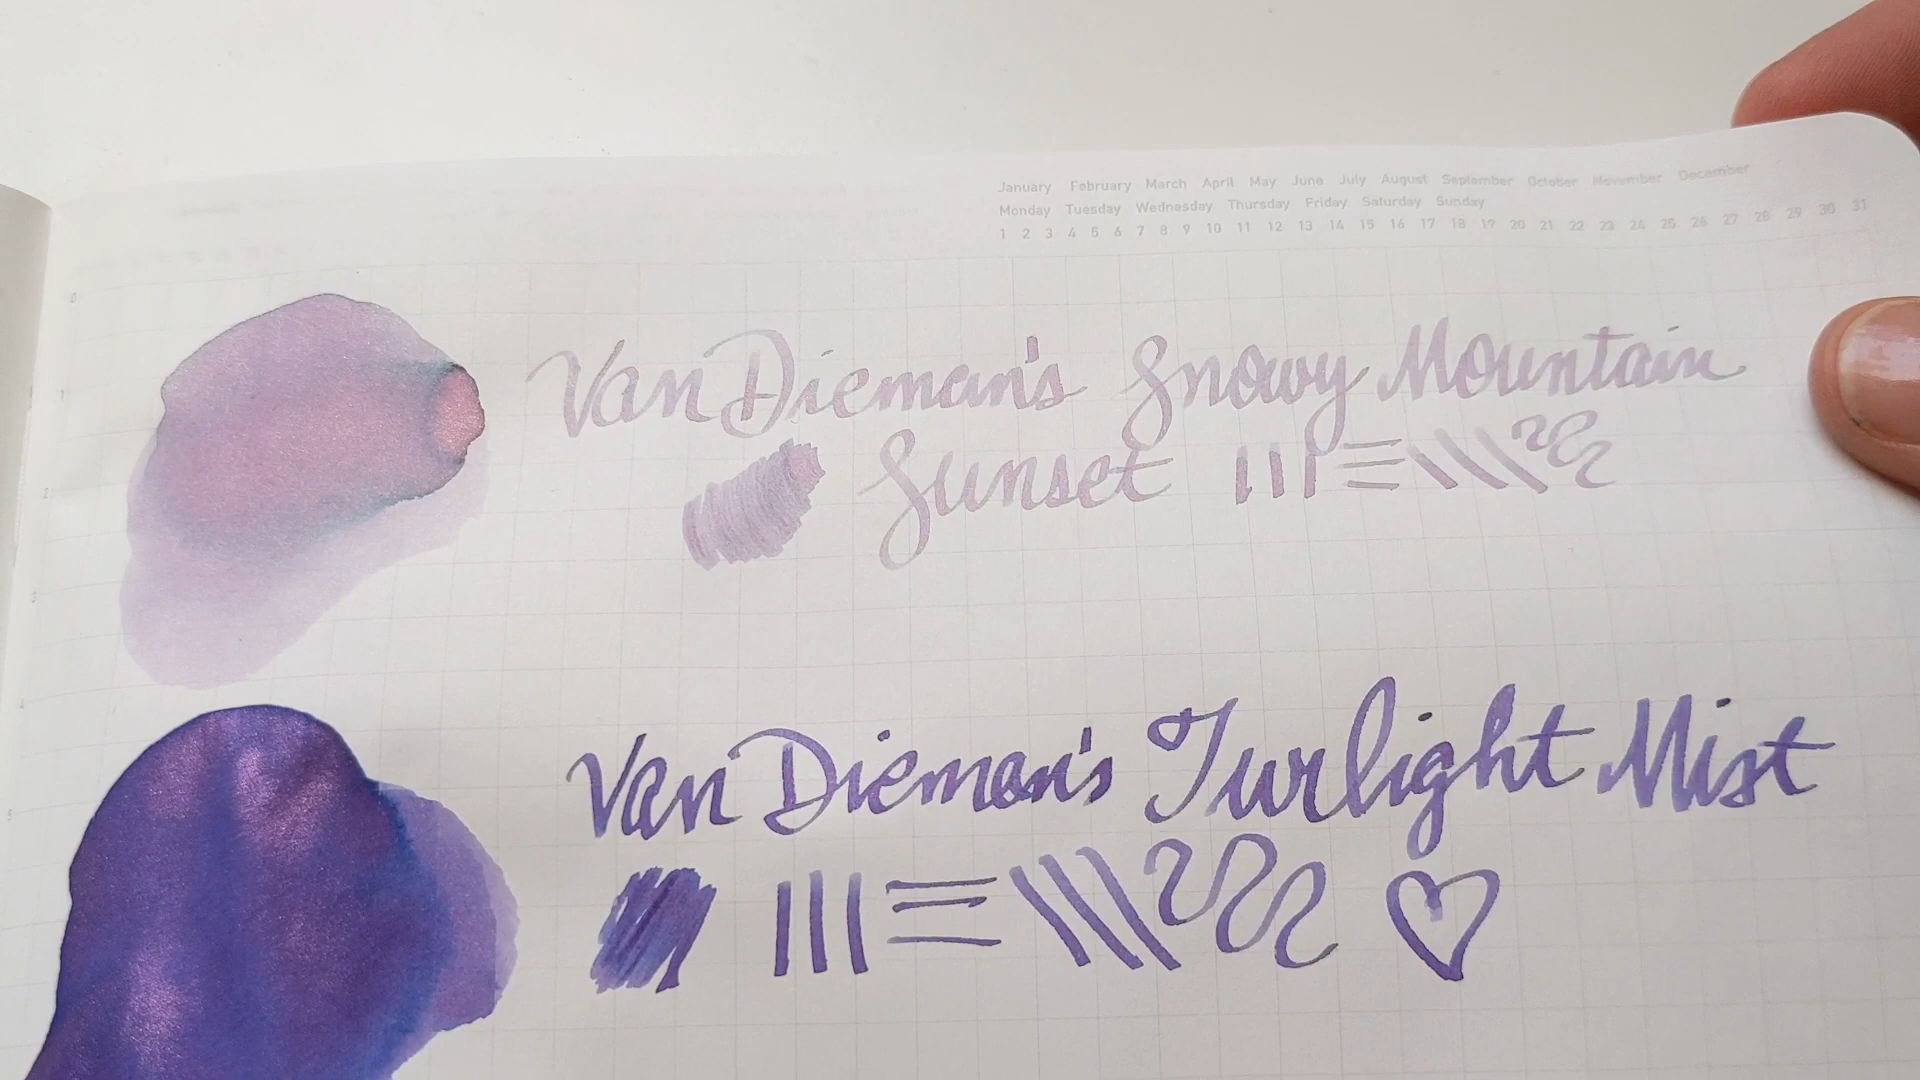 January February March April May June July August September October November December
Monday Tuesday Wednesday Thursday Friday Saturday Sunday
1 2 3 4 5 6 7 8 9 10 11 12 13 14 15 16 17 18 19 20 21 22 23 24 25 26 27 28 29 30 31
Van Dieman's Snowy Mountain
Sunset
Van Dieman's Twilight Mist